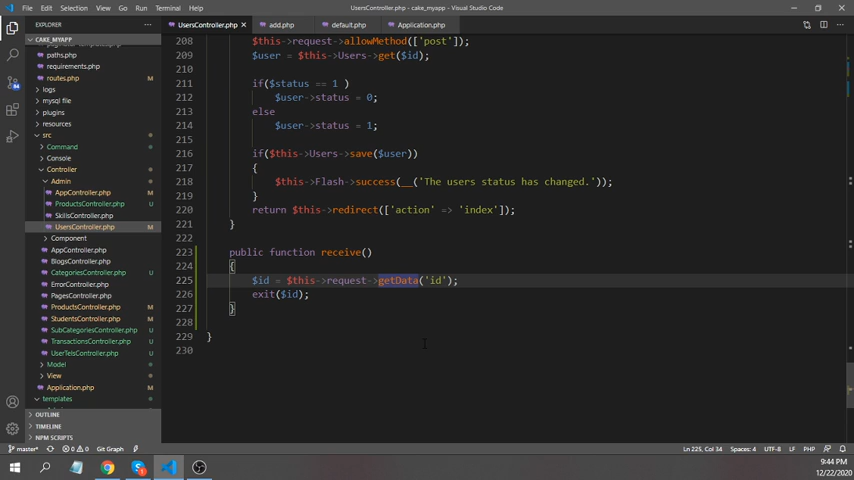 File Edit Selection View Go Run Terminal Help
UsersController.php - cake_myapp - Visual Studio Code
EXPLORER
UsersController.php
add.php
default.php
Application.php
CAKE_MYAPP
paths.php
requirements.php
routes.php M
logs
mysql file
plugins
resources
src
Command
Console
Controller
Admin
AppController.php M
ProductsController.php U
SkillsController.php
UsersController.php M
Component
AppController.php
BlogsController.php
CategoriesController.php U
ErrorController.php
PagesController.php
ProductsController.php M
StudentsController.php M
SubCategoriesController.php U
TransactionsController.php U
UserTelsController.php U
Model
View
Application.php M
templates
OUTLINE
TIMELINE
NPM SCRIPTS
208 $this->request->allowMethod(['post']);
209 $user = $this->Users->get($id);
210
211 if($status == 1 )
212 $user->status = 0;
213 else
214 $user->status = 1;
215
216 if($this->Users->save($user))
217 {
218 $this->Flash->success(__('The users status has changed.'));
219 }
220 return $this->redirect(['action' => 'index']);
221 }
222
223 public function receive()
224 {
225 $id = $this->request->getData('id');
226 exit($id);
227 }
228
229 }
230
master* 0 0 Git Graph
Ln 225, Col 34 Spaces: 4 UTF-8 LF PHP
9:44 PM
12/22/2020